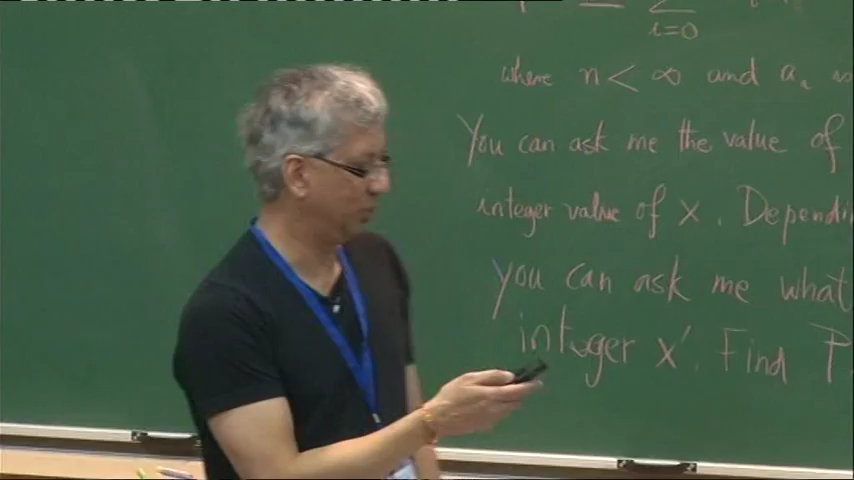 i=0
where n < ∞ and a
You can ask me the value of
integer value of x. Depending
you can ask me what
integer x'. Find P